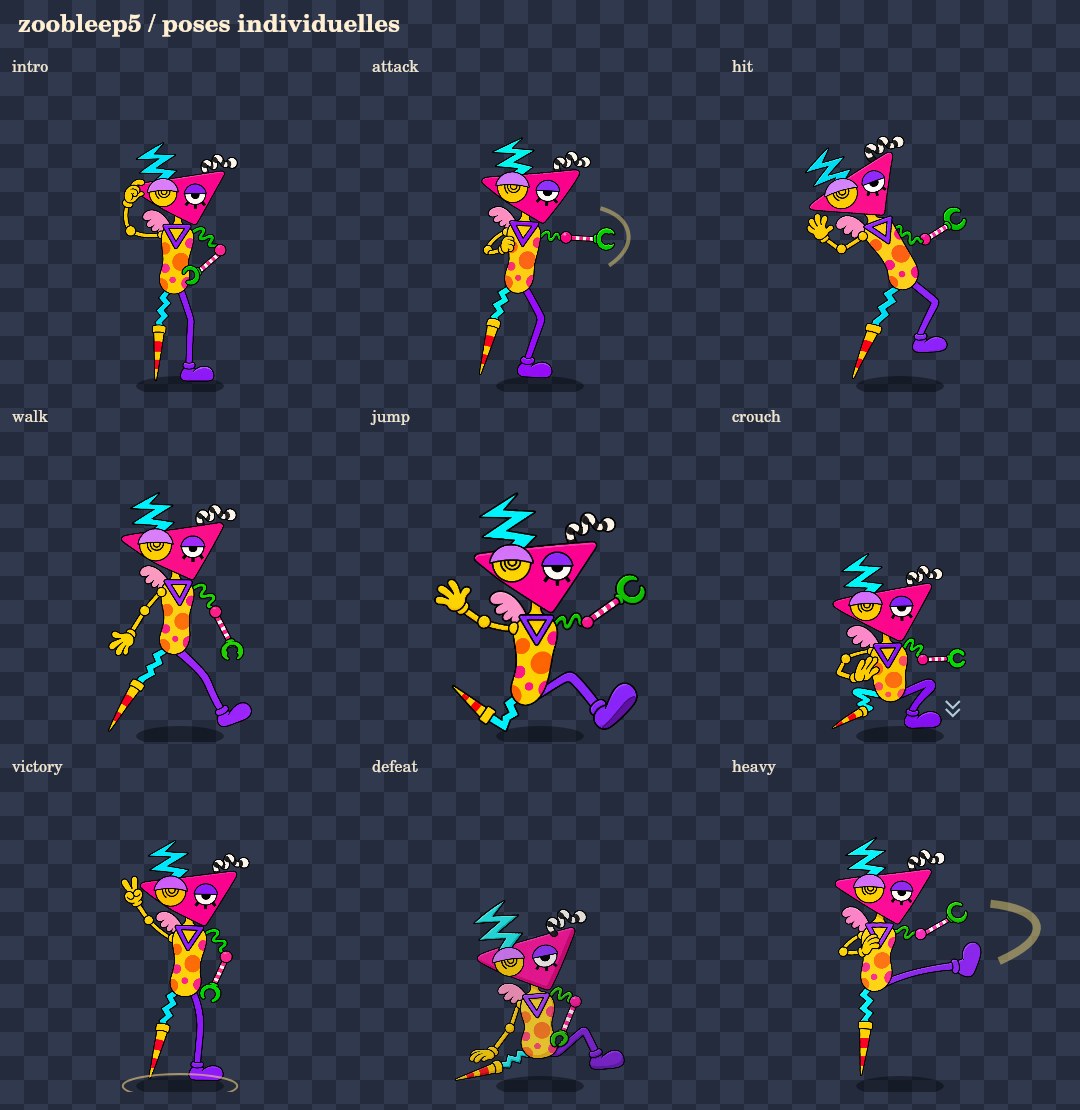 zoobleep5 / poses individuelles
intro
attack
hit
walk
jump
crouch
victory
defeat
heavy